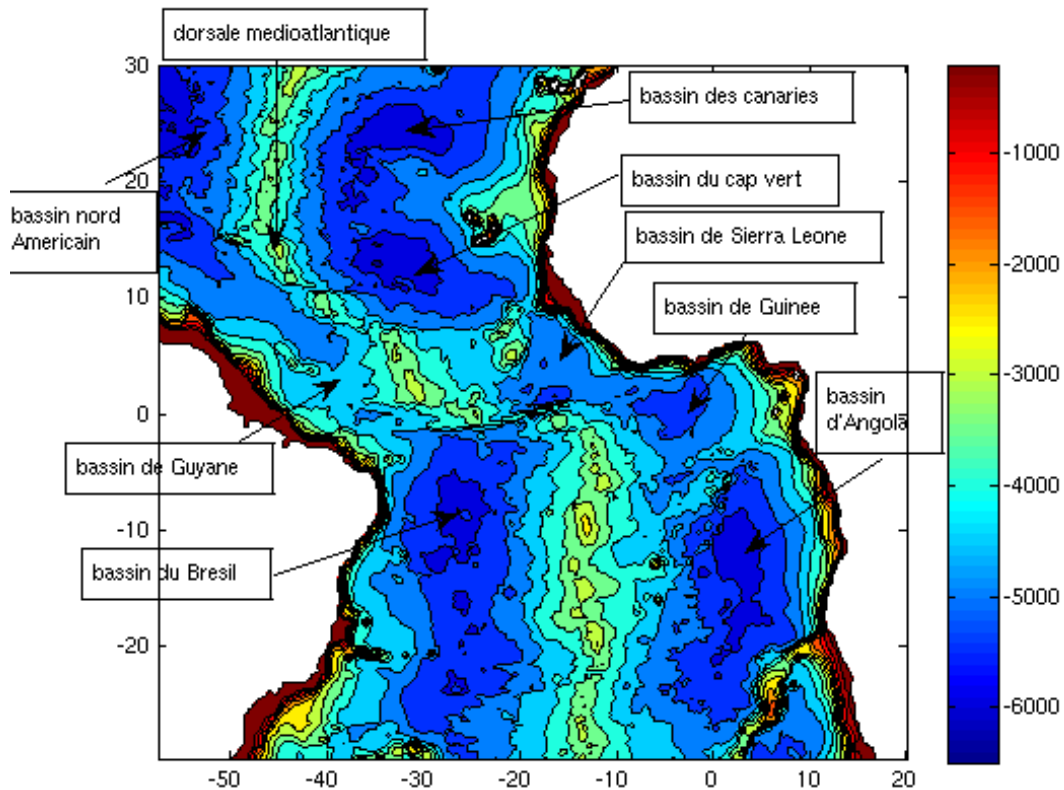 dorsale medioatlantique
bassin des canaries
bassin du cap vert
bassin nord
Americain
bassin de Sierra Leone
bassin de Guinee
bassin
d'Angola
bassin de Guyane
bassin du Bresil
30
20
10
0
-10
-20
-50
-40
-30
-20
-10
0
10
20
-1000
-2000
-3000
-4000
-5000
-6000